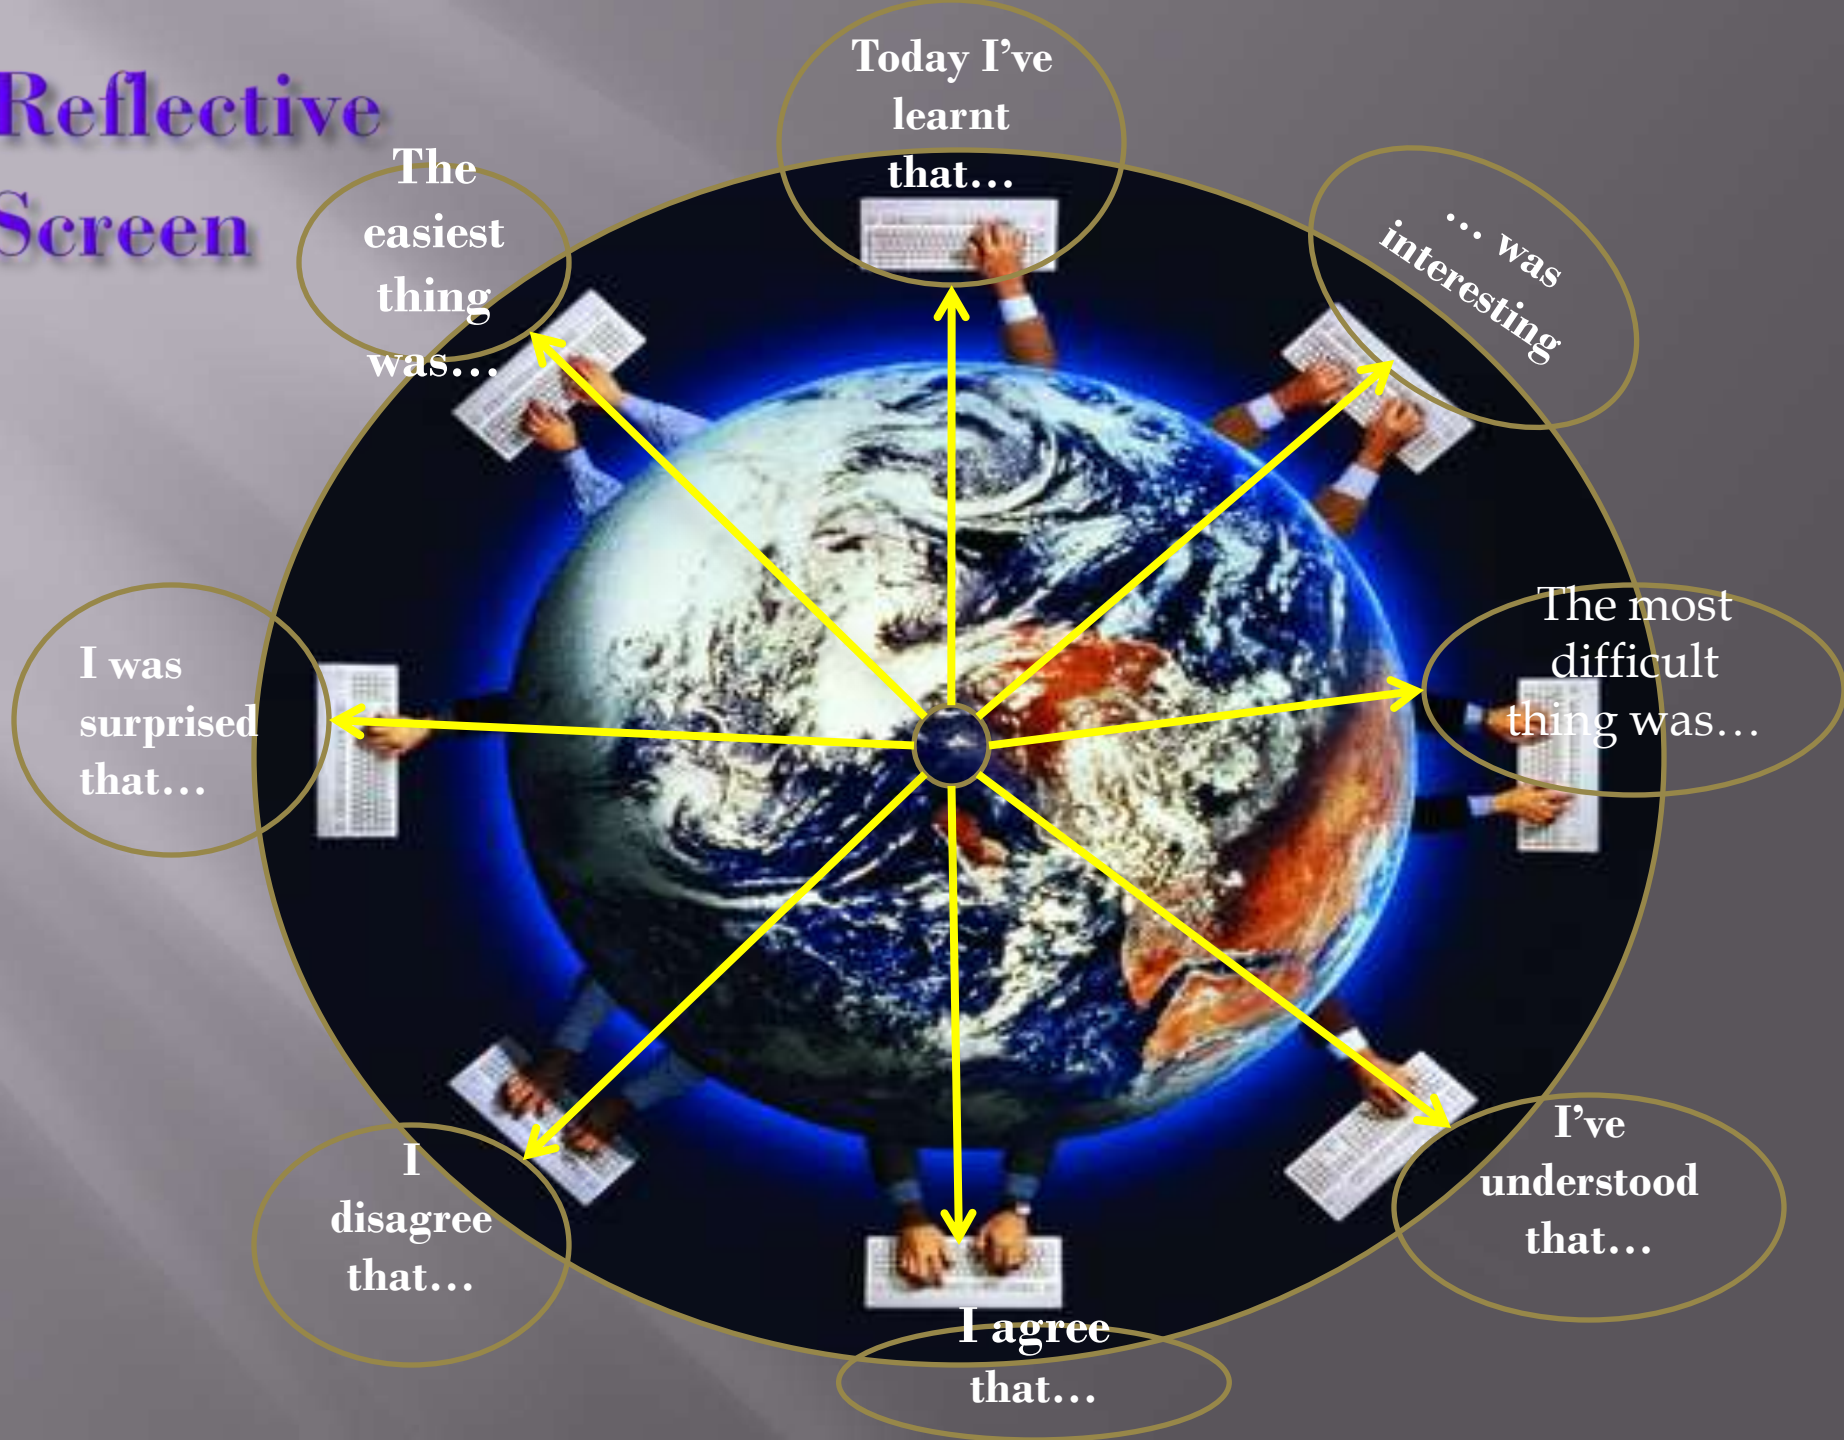 Reflective
Screen
Today I’ve
learnt
that…
… was
interesting
The most
difficult
thing was…
I’ve
understood
that…
I agree
that…
I
disagree
that…
I was
surprised
that…
The
easiest
thing
was…